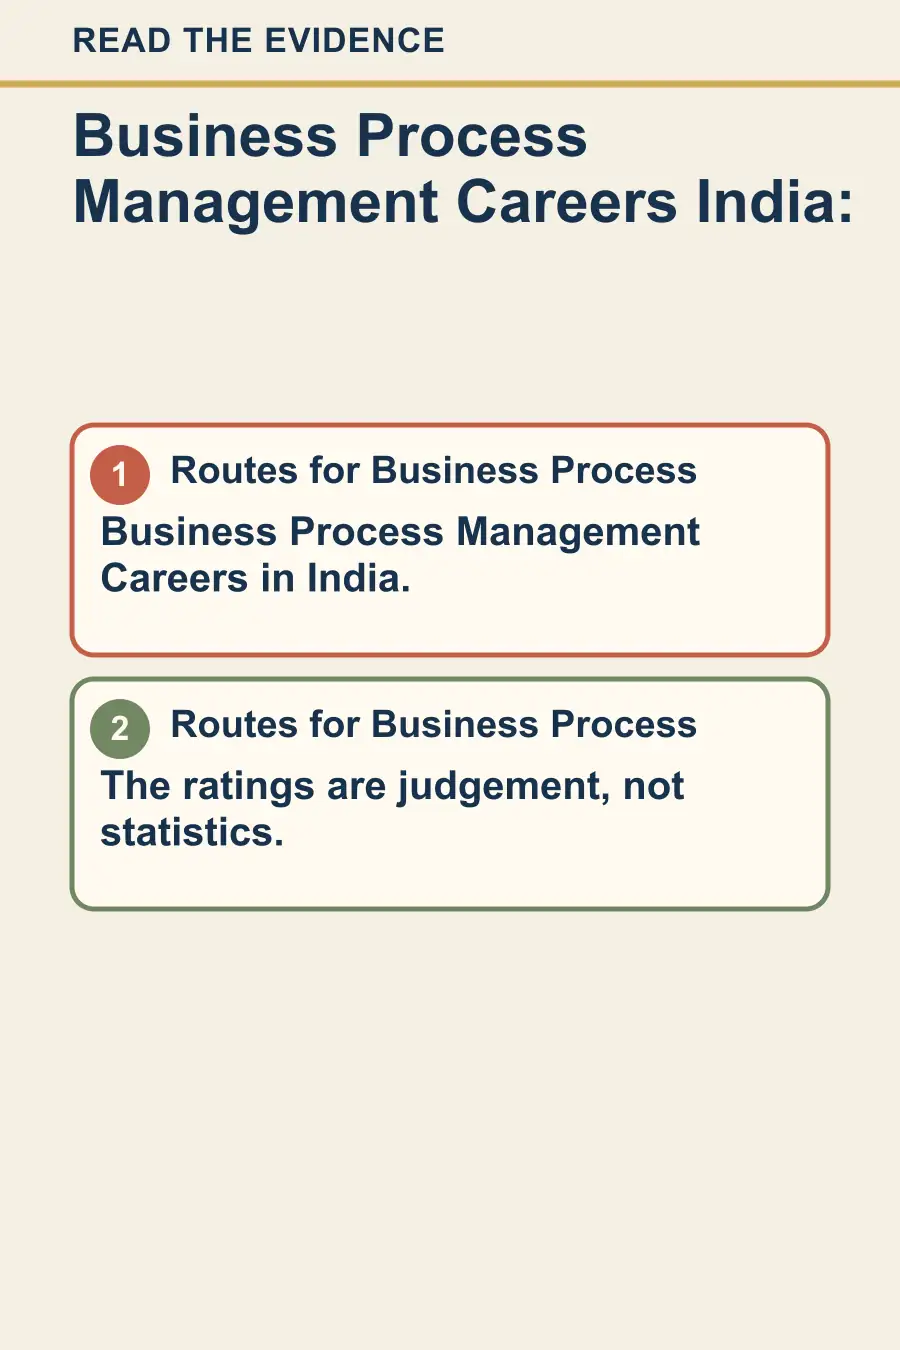 READ THE EVIDENCE
Business Process
Management Careers India:
1 Routes for Business Process
Business Process Management
Careers in India.
2 Routes for Business Process
The ratings are judgement, not
statistics.